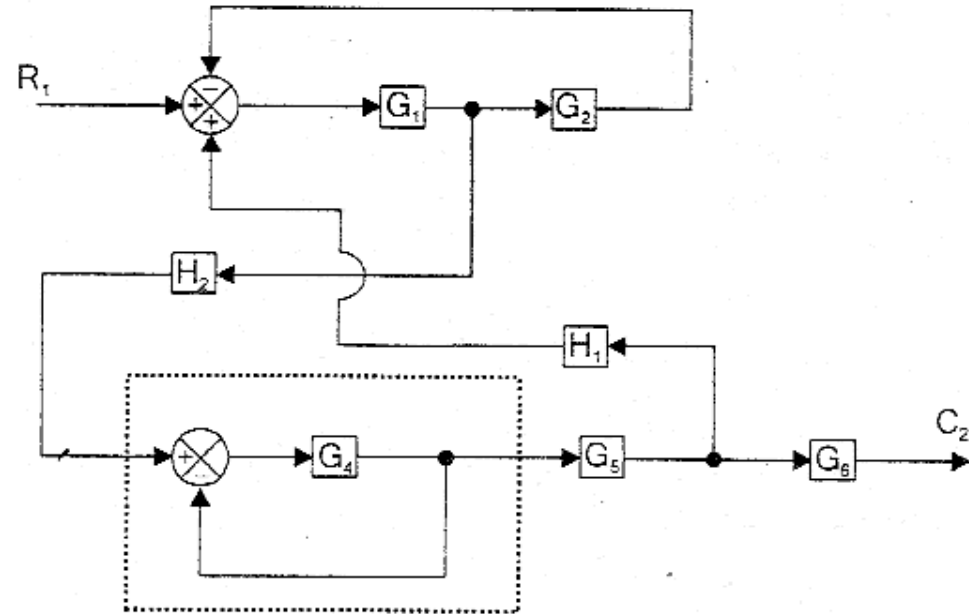 R₁
−
+
+
G₁
G₂
H₂
H₁
+
−
G₄
G₅
G₆
C₂